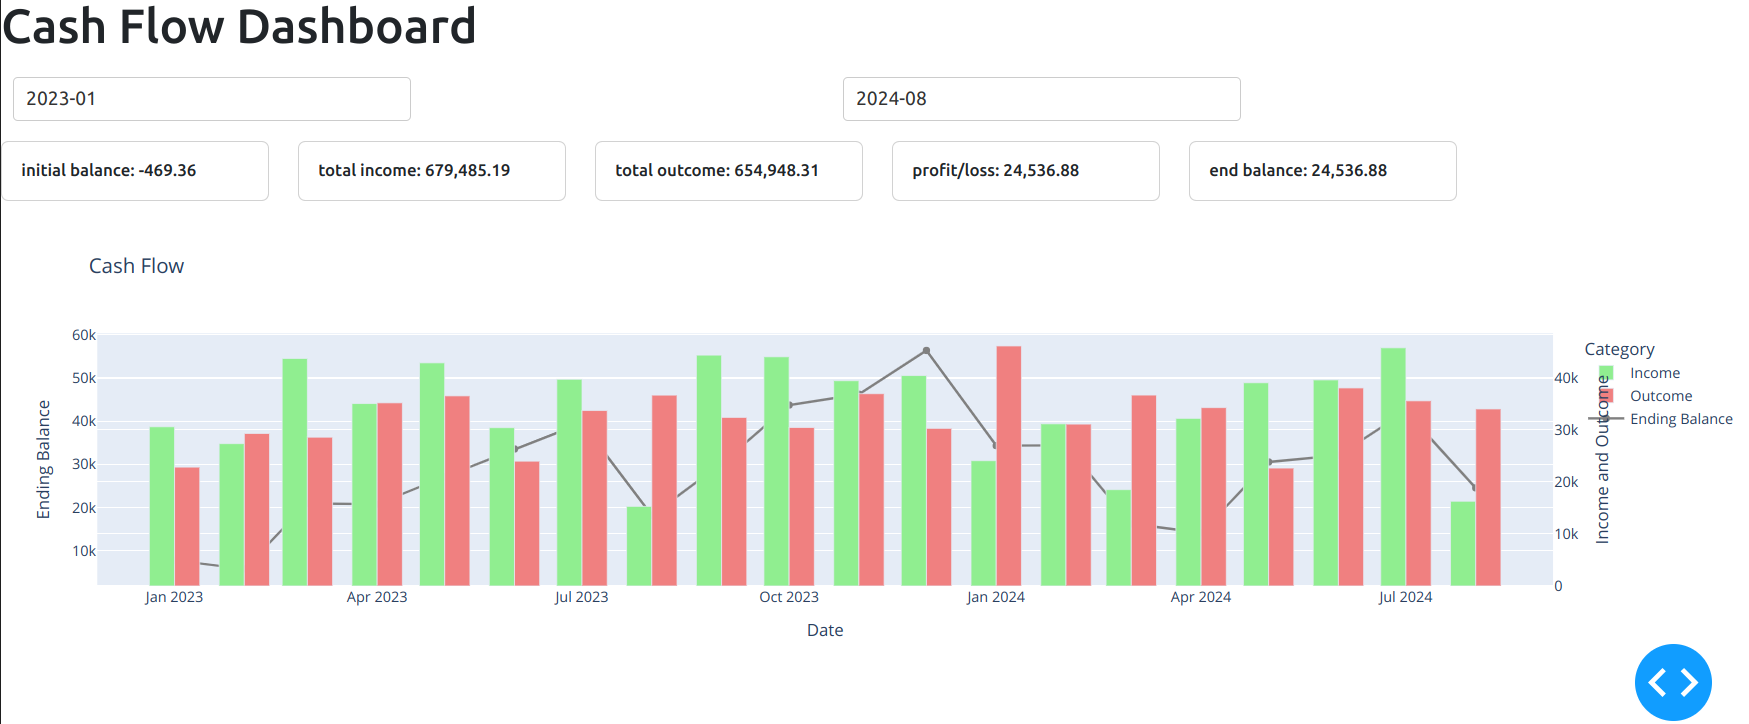 Cash Flow Dashboard
2023-01
2024-08
initial balance: -469.36
total income: 679,485.19
total outcome: 654,948.31
profit/loss: 24,536.88
end balance: 24,536.88
Cash Flow
60k
50k
40k
30k
20k
10k
Ending Balance
Jan 2023
Apr 2023
Jul 2023
Oct 2023
Jan 2024
Apr 2024
Jul 2024
Date
40k
30k
20k
10k
0
Income and Outcome
Category
Income
Outcome
Ending Balance